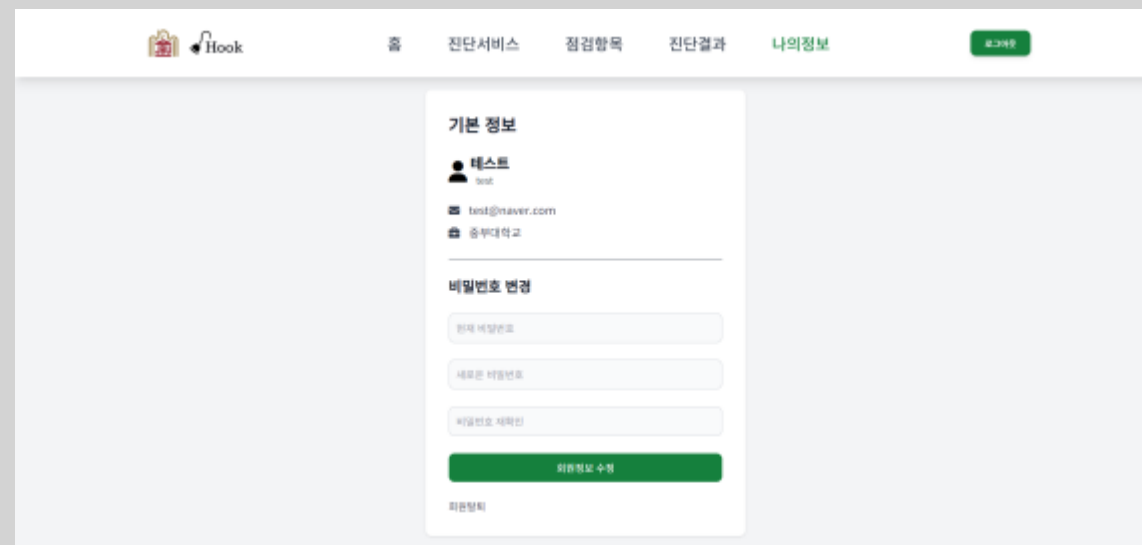 Hook
홈 진단서비스 점검항목 진단결과 나의정보 로그아웃
기본 정보
테스트
test
test@naver.com
중부대학교
비밀번호 변경
현재 비밀번호
새로운 비밀번호
비밀번호 재확인
회원정보 수정
회원탈퇴